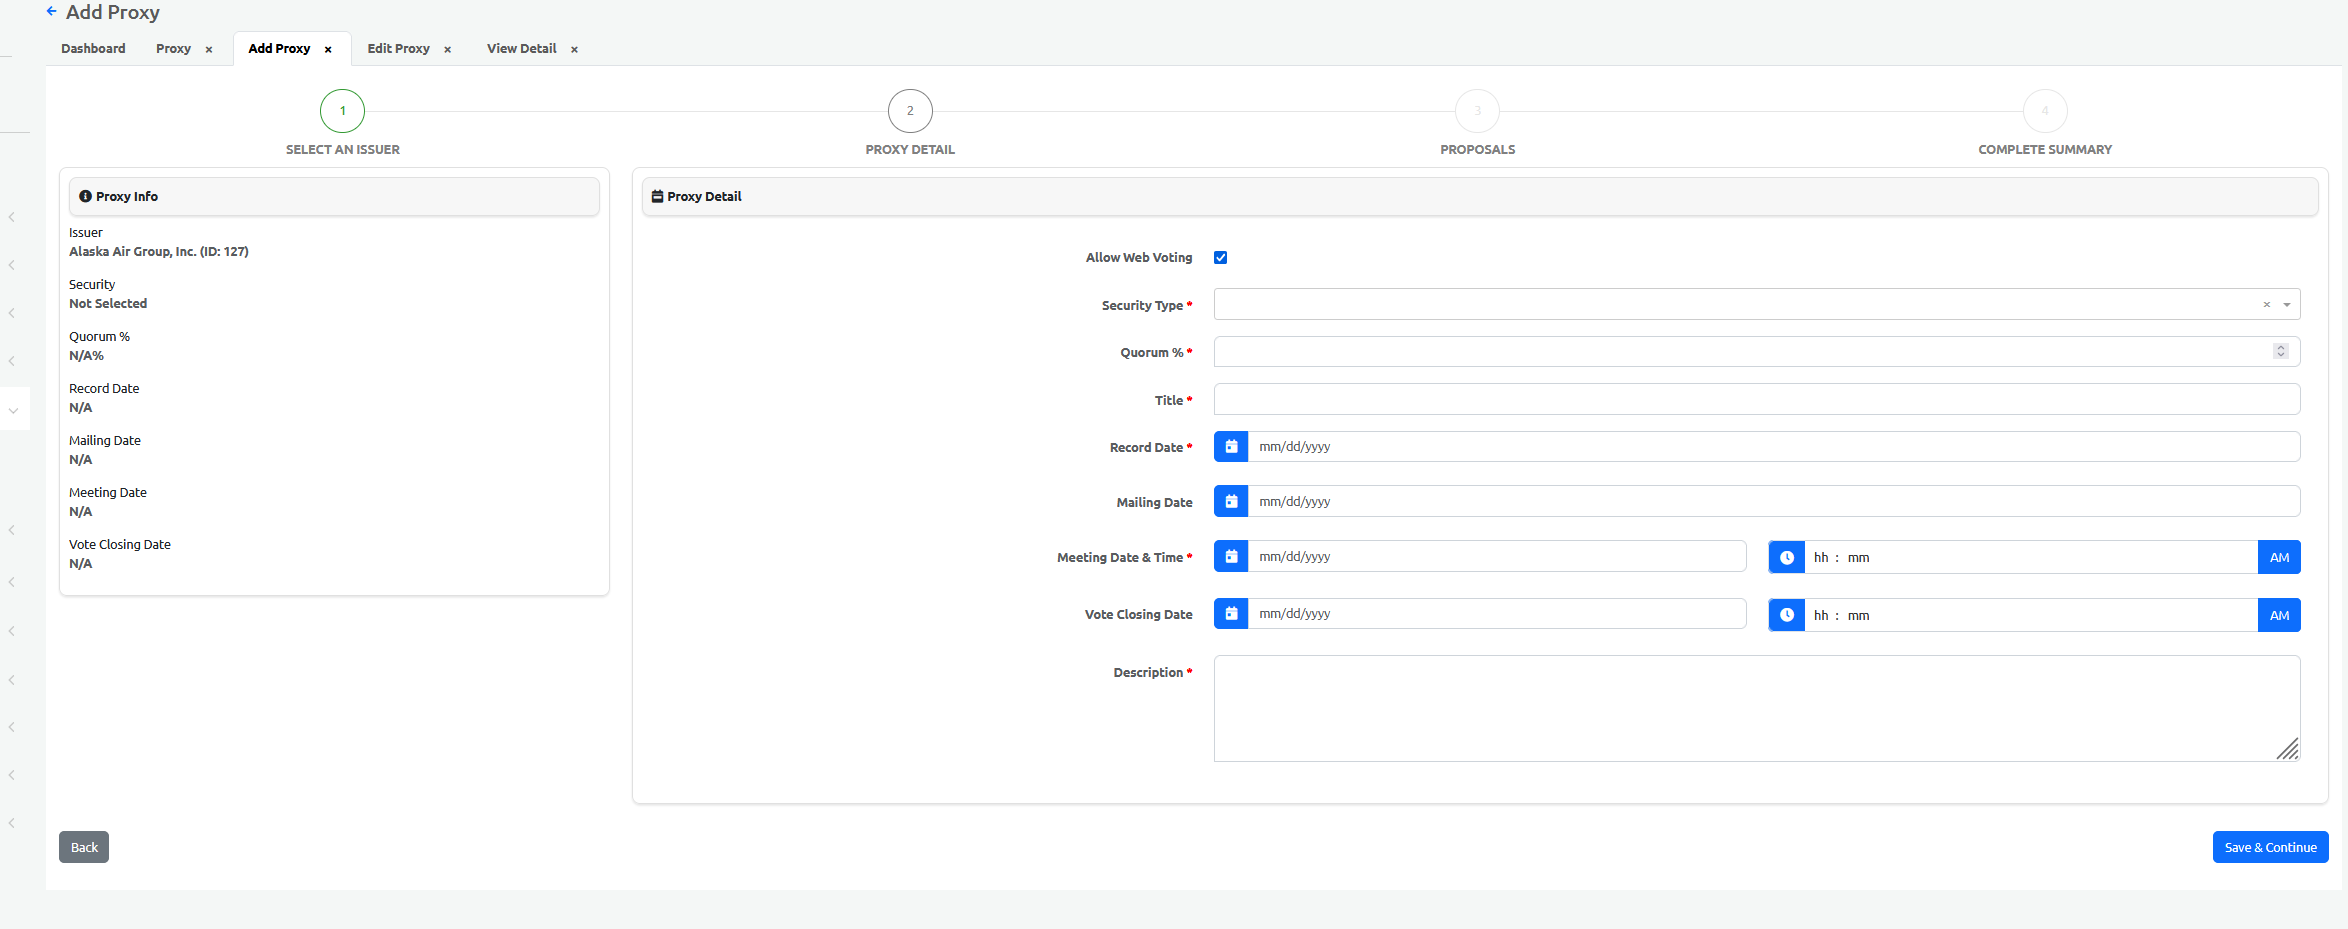 Add Proxy
Dashboard Proxy × Add Proxy × Edit Proxy × View Detail ×
1 2 3 4
SELECT AN ISSUER PROXY DETAIL PROPOSALS COMPLETE SUMMARY
Proxy Info
Issuer
Alaska Air Group, Inc. (ID: 127)
Security
Not Selected
Quorum %
N/A%
Record Date
N/A
Mailing Date
N/A
Meeting Date
N/A
Vote Closing Date
N/A
Proxy Detail
Allow Web Voting
Security Type * ×
Quorum % *
Title *
Record Date * mm/dd/yyyy
Mailing Date mm/dd/yyyy
Meeting Date & Time * mm/dd/yyyy hh : mm AM
Vote Closing Date mm/dd/yyyy hh : mm AM
Description *
Back Save & Continue